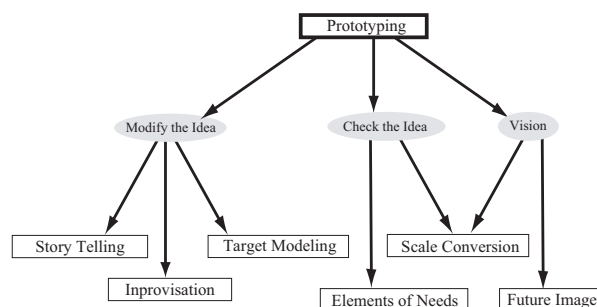 Prototyping
Modify the Idea
Check the Idea
Vision
Story Telling
Target Modeling
Scale Conversion
Inprovisation
Elements of Needs
Future Image